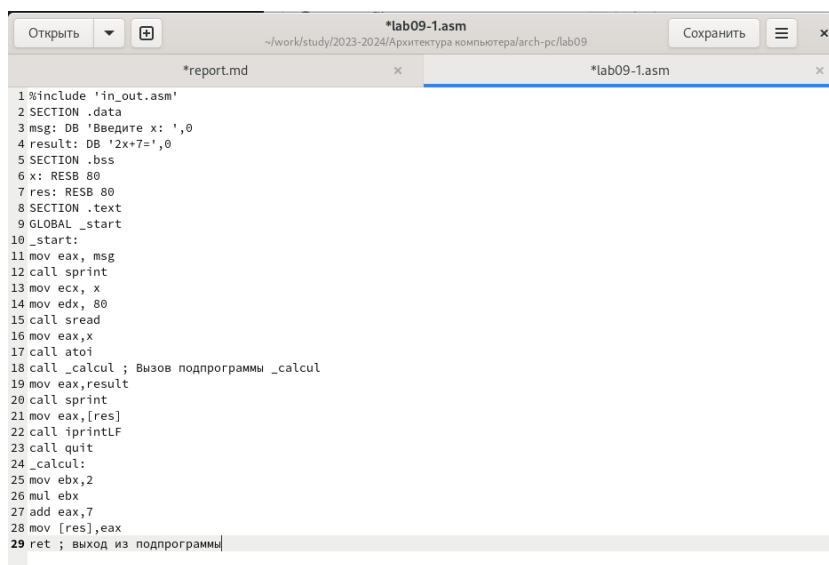 Открыть
*lab09-1.asm
~/work/study/2023-2024/Архитектура компьютера/arch-pc/lab09
Сохранить
*report.md
*lab09-1.asm
1 %include 'in_out.asm'
2 SECTION .data
3 msg: DB 'Введите x: ',0
4 result: DB '2x+7=',0
5 SECTION .bss
6 x: RESB 80
7 res: RESB 80
8 SECTION .text
9 GLOBAL _start
10 _start:
11 mov eax, msg
12 call sprint
13 mov ecx, x
14 mov edx, 80
15 call sread
16 mov eax,x
17 call atoi
18 call _calcul ; Вызов подпрограммы _calcul
19 mov eax,result
20 call sprint
21 mov eax,[res]
22 call iprintLF
23 call quit
24 _calcul:
25 mov ebx,2
26 mul ebx
27 add eax,7
28 mov [res],eax
29 ret ; выход из подпрограммы